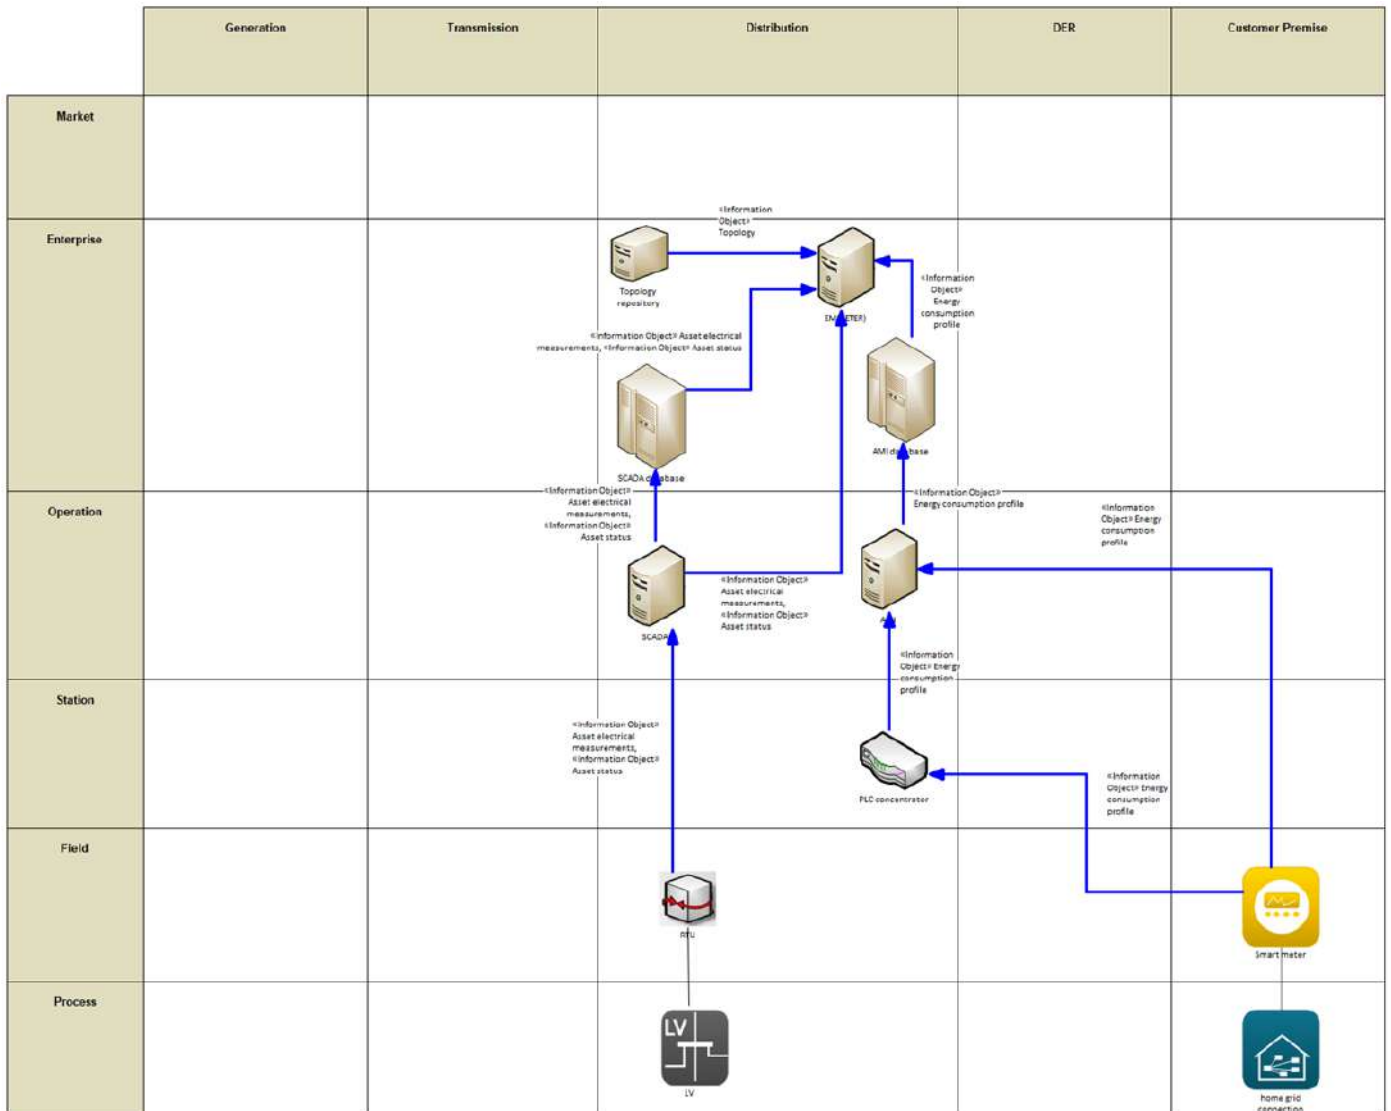 Generation
Transmission
Distribution
DER
Customer Premise
Market
Enterprise
«Information
Object»
Topology
Topology
repository
«Information
Object»
Energy
consumption
profile
«Information Object» Asset electrical
measurements, «Information Object» Asset status
AMI database
SCADA database
Operation
«Information Object»
Asset electrical
measurements,
«Information Object»
Asset status
«Information Object»
Energy consumption profile
«Information
Object» Energy
consumption
profile
«Information Object»
Asset electrical
measurements,
«Information Object»
Asset status
SCADA
«Information
Object» Energy
consumption
profile
Station
«Information Object»
Asset electrical
measurements,
«Information Object»
Asset status
PLC concentrator
«Information
Object» Energy
consumption
profile
Field
RTU
Smart meter
Process
LV
LV
home grid
connection